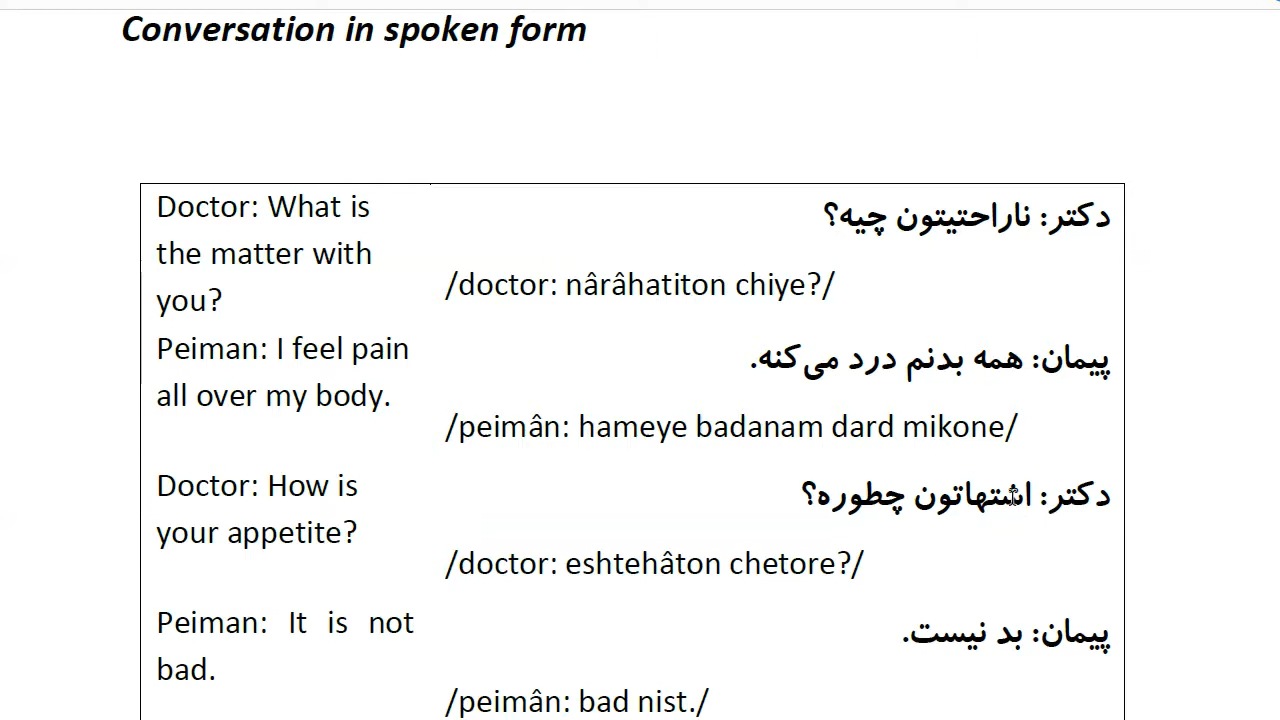 Conversation in spoken form
Doctor: What is
the matter with
you?
دکتر: ناراحتیتون چیه؟
/doctor: nârâhatiton chiye?/
Peiman: I feel pain
all over my body.
پیمان: همه بدنم درد می‌کنه.
/peimân: hameye badanam dard mikone/
Doctor: How is
your appetite?
دکتر: اشتهاتون چطوره؟
/doctor: eshtehâton chetore?/
Peiman: It is not
bad.
پیمان: بد نیست.
/peimân: bad nist./